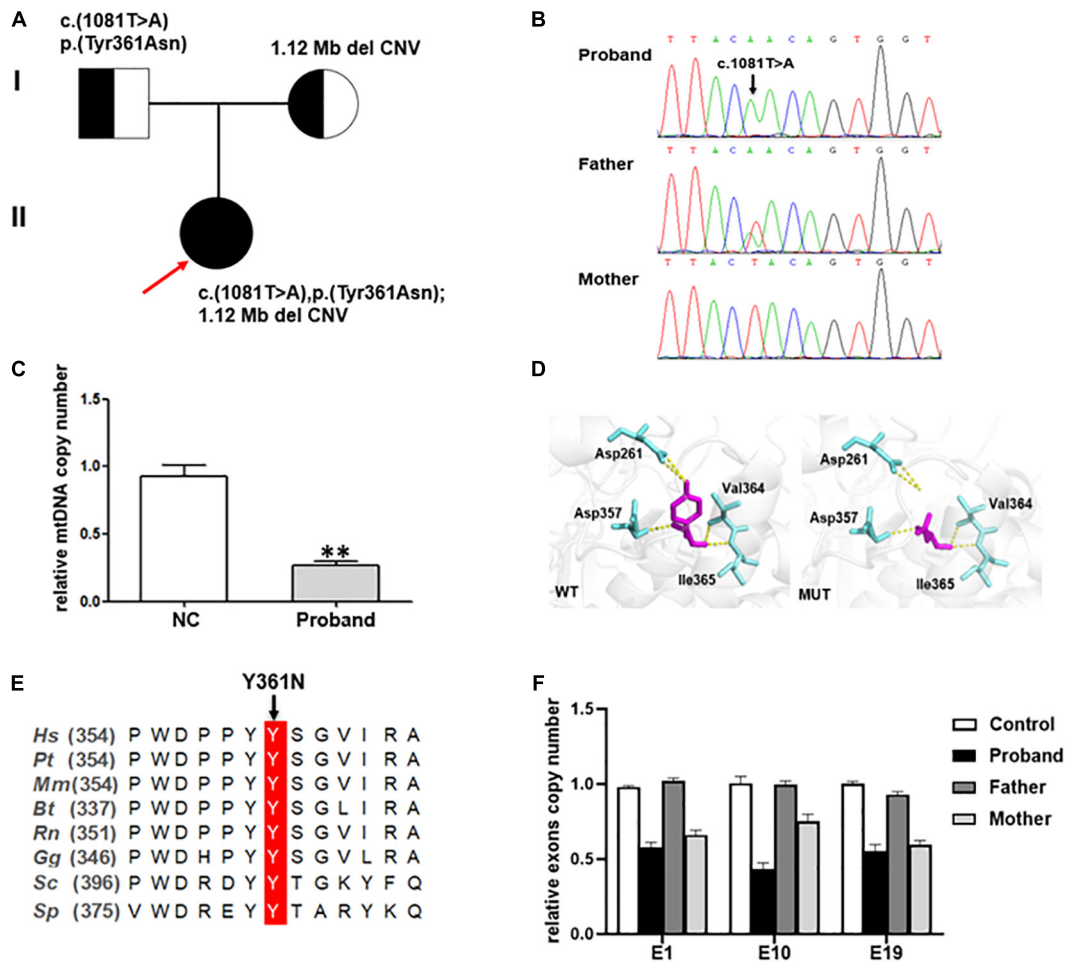 A
c.(1081T>A)
p.(Tyr361Asn)
1.12 Mb del CNV
I
II
c.(1081T>A),p.(Tyr361Asn);
1.12 Mb del CNV
B
T T A C A A C A G T G G T
Proband
c.1081T>A
T T A C A A C A G T G G T
Father
T T A C T A C A G T G G T
Mother
C
relative mtDNA copy number
1.5
1.0
0.5
0.0
**
NC Proband
D
Asp261
Val364
Asp357
Ile365
WT
Asp261
Val364
Asp357
Ile365
MUT
E
Y361N
Hs (354) P W D P P Y Y S G V I R A
Pt (354) P W D P P Y Y S G V I R A
Mm(354) P W D P P Y Y S G V I R A
Bt (337) P W D P P Y Y S G L I R A
Rn (351) P W D P P Y Y S G V I R A
Gg (346) P W D H P Y Y S G V L R A
Sc (396) P W D R D Y Y T G K Y F Q
Sp (375) V W D R E Y Y T A R Y K Q
F
relative exons copy number
1.5
1.0
0.5
0.0
E1 E10 E19
Control
Proband
Father
Mother